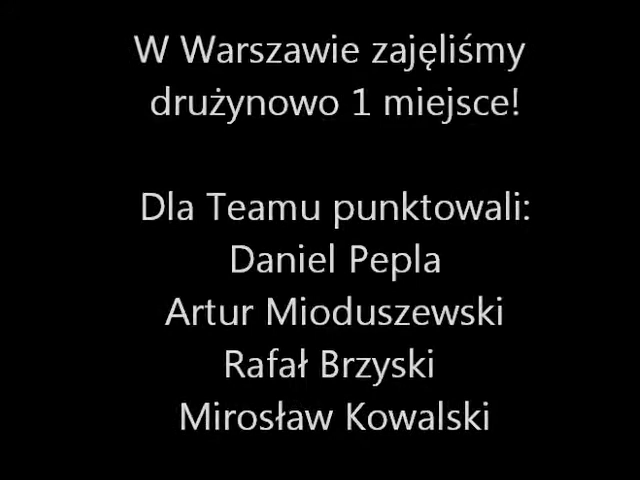 W Warszawie zajęliśmy
drużynowo 1 miejsce!
Dla Teamu punktowali:
Daniel Pepla
Artur Mioduszewski
Rafał Brzyski
Mirosław Kowalski